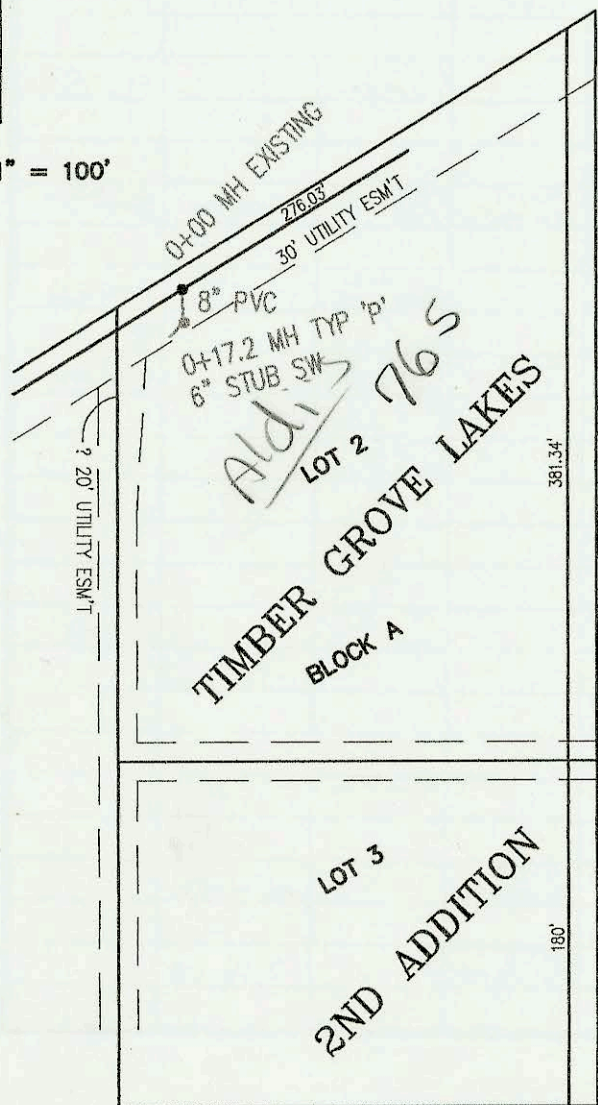 1" = 100'
0+00 MH EXISTING
276.03'
30' UTILITY ESM'T
8" PVC
0+17.2 MH TYP 'P'
6" STUB SW
Aldi's 765
LOT 2
? 20' UTILITY ESM'T
381.34'
TIMBER GROVE LAKES
BLOCK A
LOT 3
2ND ADDITION
180'